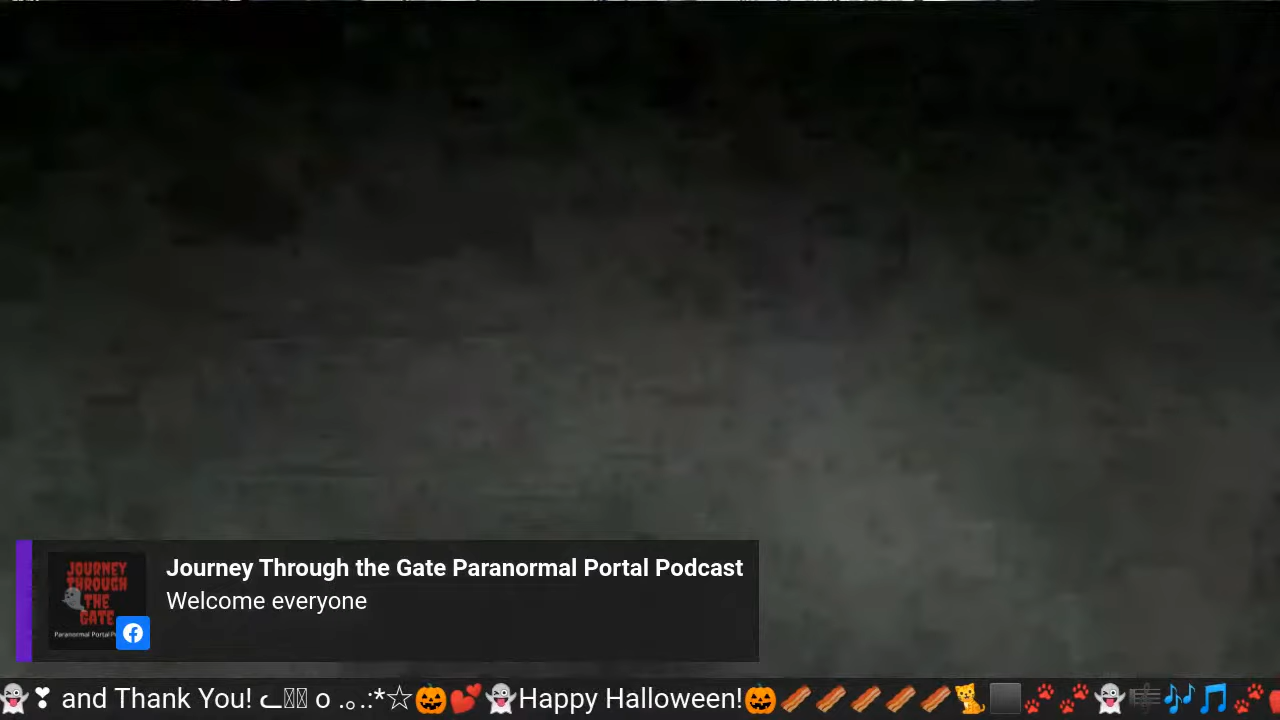 Journey Through the Gate Paranormal Portal Podcast
Welcome everyone
JOURNEY
THROUGH
THE
GATE
Paranormal Portal
👻❣ and Thank You! ᓚ o .｡.:*☆🎃💕👻Happy Halloween!🎃🥓🥓🥓🥓🥓🐈⬛🐾🐾👻🎼🎶🎵🐾